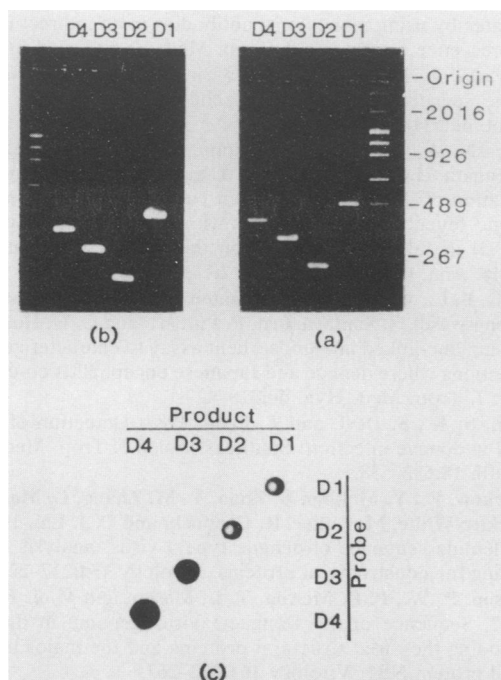 D4 D3 D2 D1
D4 D3 D2 D1
-Origin
-2016
-926
-489
-267
(b)
(a)
Product
D4 D3 D2 D1
D1
D2
D3
D4
Probe
(c)